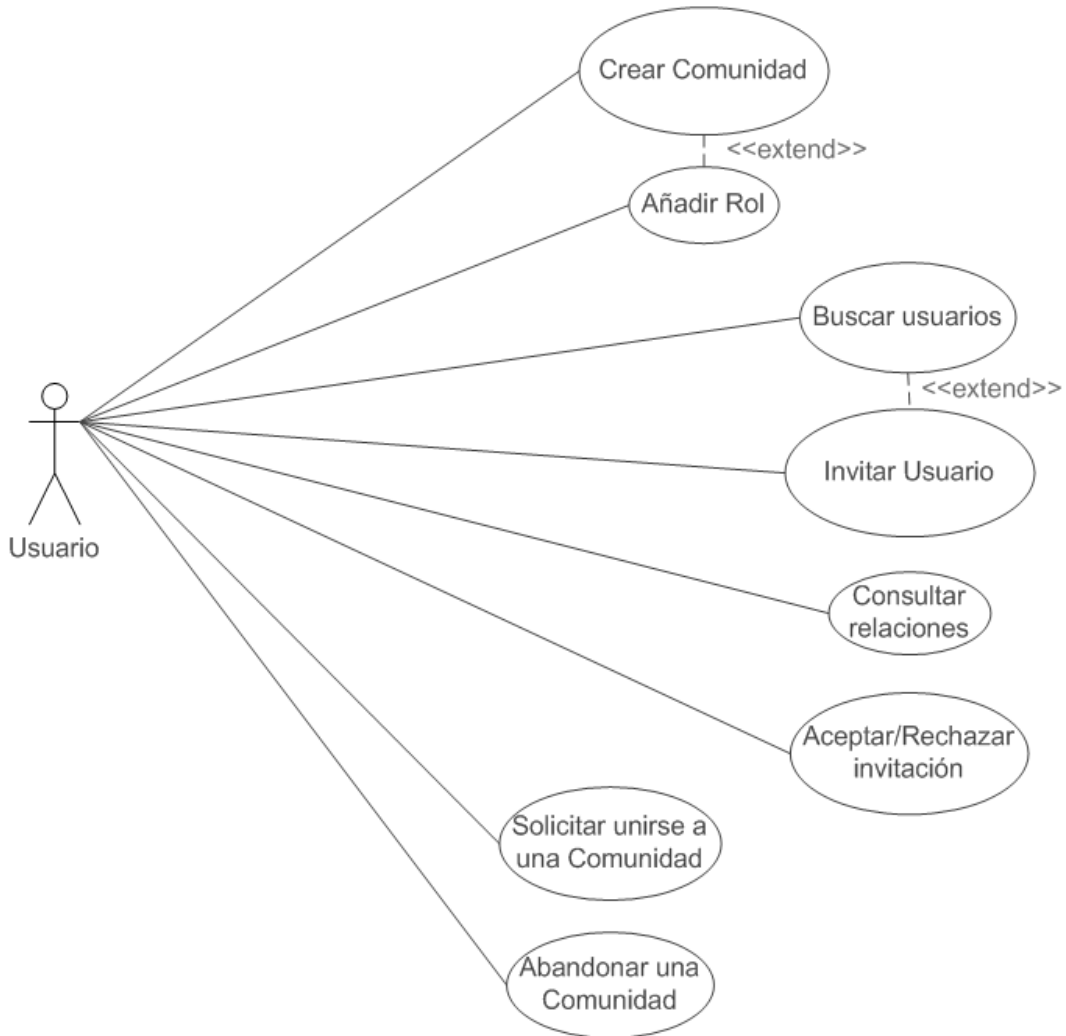 Crear Comunidad
<<extend>>
Añadir Rol
Buscar usuarios
<<extend>>
Invitar Usuario
Usuario
Consultar
relaciones
Aceptar/Rechazar
invitación
Solicitar unirse a
una Comunidad
Abandonar una
Comunidad